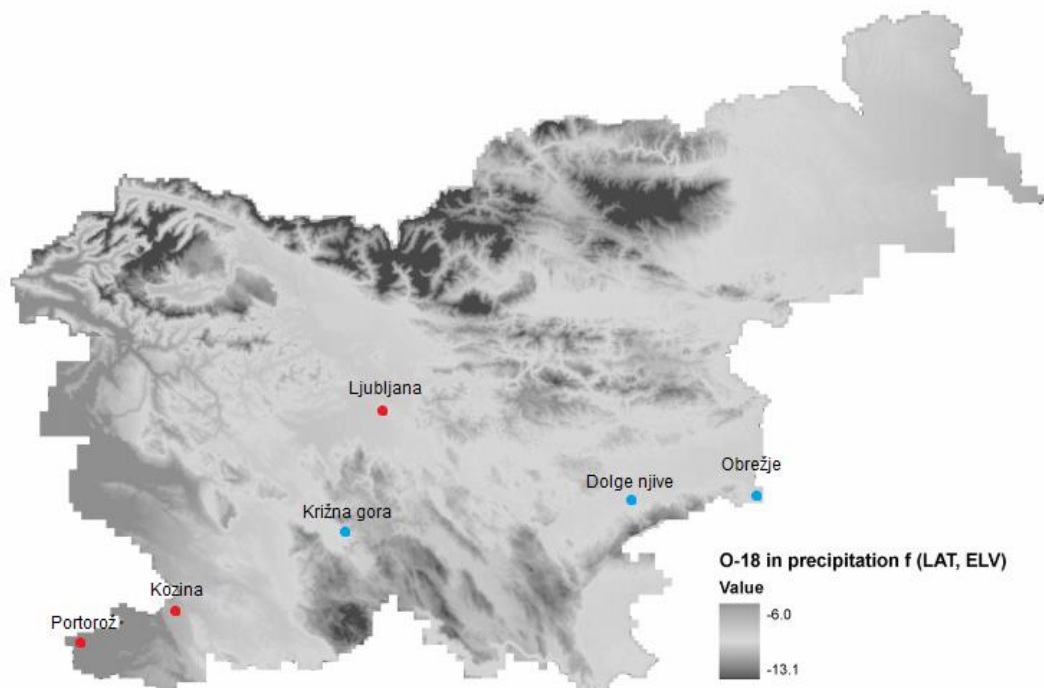 Ljubljana
Obrežje
Dolge njive
Križna gora
O-18 in precipitation f (LAT, ELV)
Value
-6.0
-13.1
Kozina
Portorož